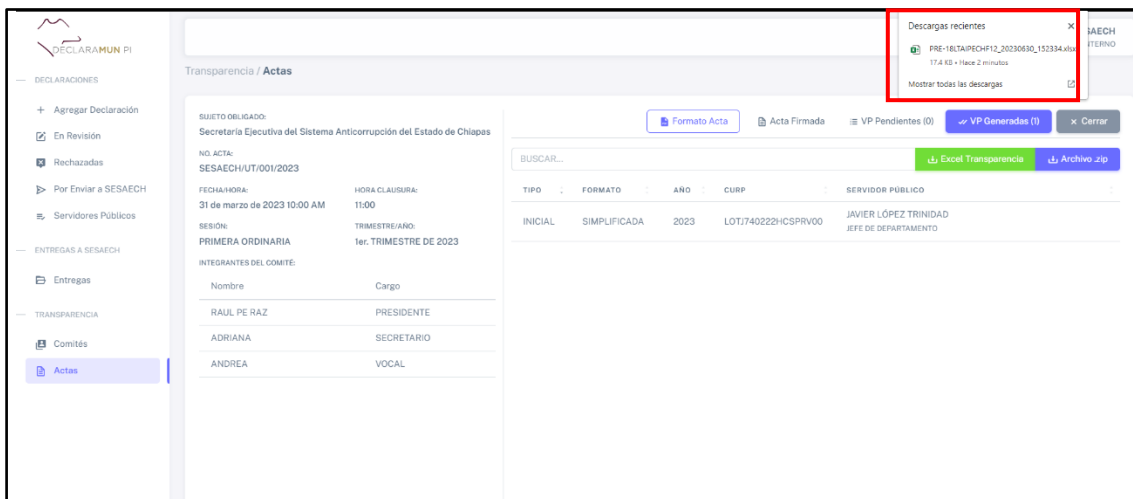 DECLARAMUN PI
DECLARACIONES
Agregar Declaración
En Revisión
Rechazadas
Por Enviar a SESAECH
Servidores Públicos
ENTREGAS A SESAECH
Entregas
TRANSPARENCIA
Comités
Actas
Descargas recientes
PRE-18LTAIPECHF12_20230630_152334.xlsx
17.4 KB • Hace 2 minutos
Mostrar todas las descargas
Transparencia / Actas
SUJETO OBLIGADO:
Secretaría Ejecutiva del Sistema Anticorrupción del Estado de Chiapas
NO. ACTA:
SESAECH/UT/001/2023
FECHA/HORA: HORA CLAUSURA:
31 de marzo de 2023 10:00 AM 11:00
SESIÓN: TRIMESTRE/AÑO:
PRIMERA ORDINARIA 1er. TRIMESTRE DE 2023
INTEGRANTES DEL COMITÉ:
Nombre Cargo
RAUL PE RAZ PRESIDENTE
ADRIANA SECRETARIO
ANDREA VOCAL
Formato Acta Acta Firmada VP Pendientes (0) VP Generadas (1) Cerrar
BUSCAR...
Excel Transparencia Archivo .zip
TIPO FORMATO AÑO CURP SERVIDOR PÚBLICO
INICIAL SIMPLIFICADA 2023 LOTJ740222HCSPRV00 JAVIER LÓPEZ TRINIDAD
JEFE DE DEPARTAMENTO